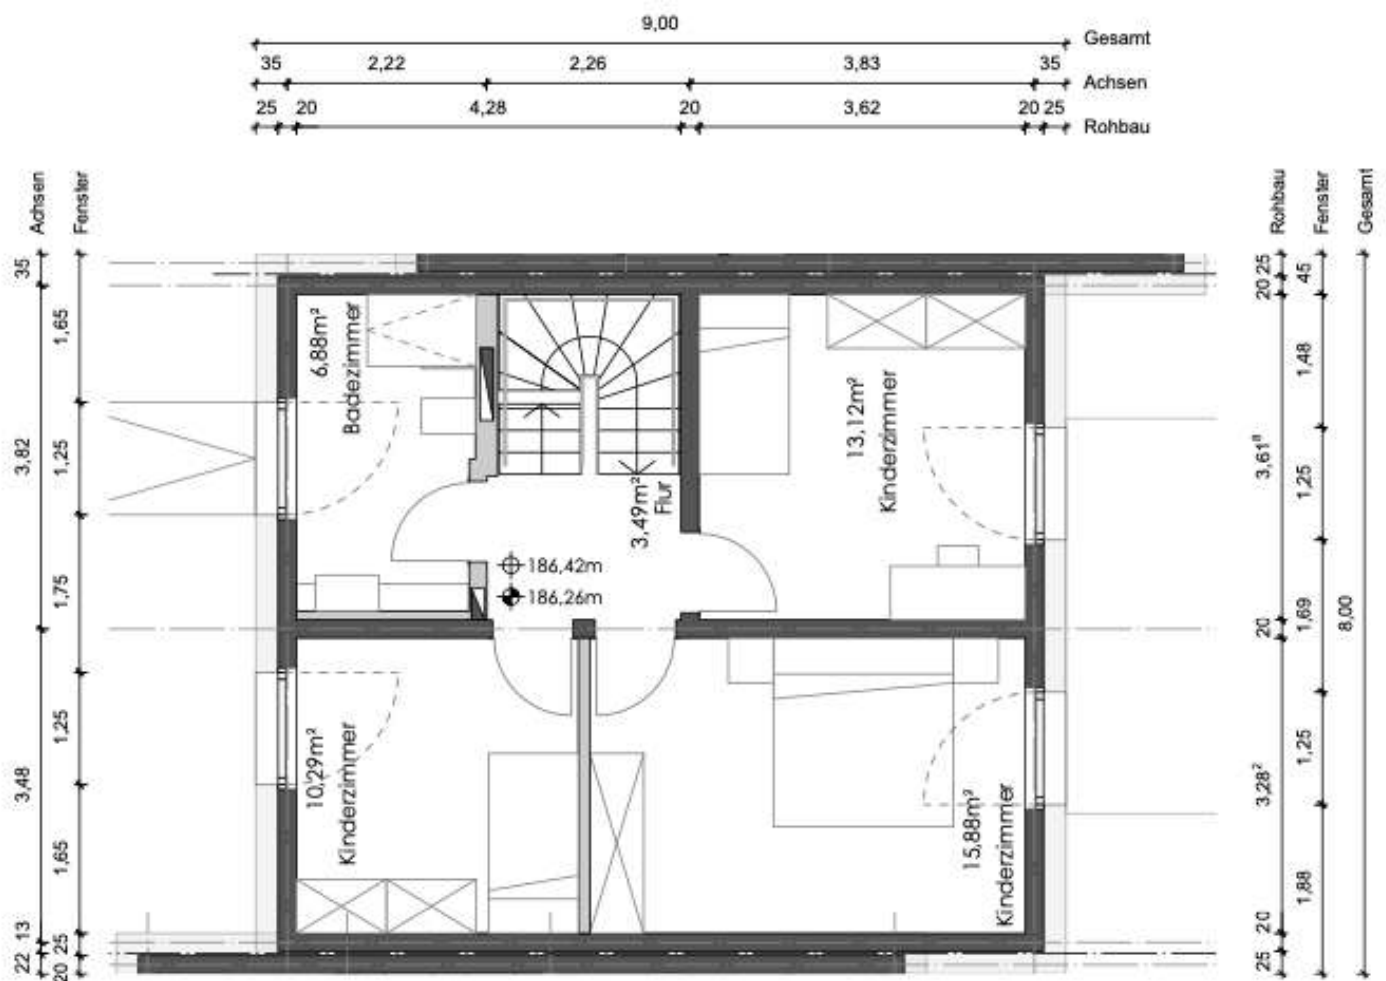 9,00
Gesamt
35 2,22 2,26 3,83 35
Achsen
25 20 4,28 20 3,62 20 25
Rohbau
Achsen
Fenster
Rohbau
Fenster
Gesamt
35
3,82
3,48
13
22
1,65
1,25
1,75
1,25
1,65
25
20
6,88m²
Badezimmer
3,49m²
Flur
186,42m
186,26m
13,12m²
Kinderzimmer
10,29m²
Kinderzimmer
15,88m²
Kinderzimmer
25
20
3,61⁸
20
3,28²
20
25
45
1,48
1,25
1,69
1,25
1,88
8,00